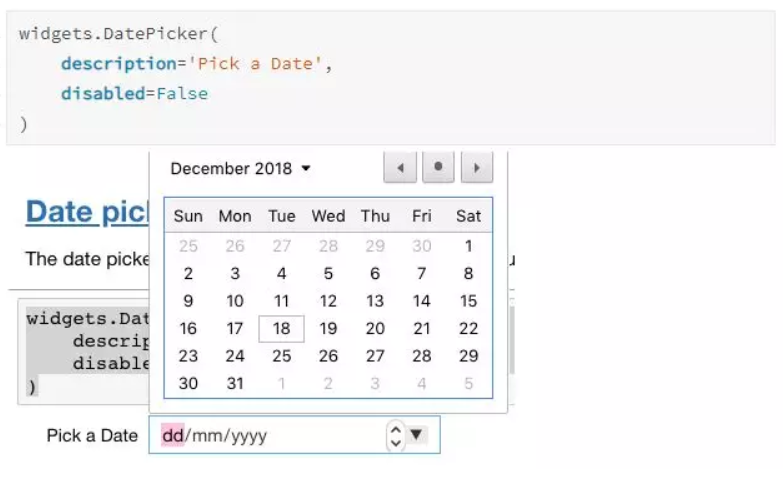 widgets.DatePicker(
    description='Pick a Date',
    disabled=False
)
December 2018
Date pic
The date picke
Sun Mon Tue Wed Thu Fri Sat
25 26 27 28 29 30 1
2 3 4 5 6 7 8
9 10 11 12 13 14 15
16 17 18 19 20 21 22
23 24 25 26 27 28 29
30 31 1 2 3 4 5
widgets.Dat
    descrip
    disable
)
Pick a Date dd/mm/yyyy